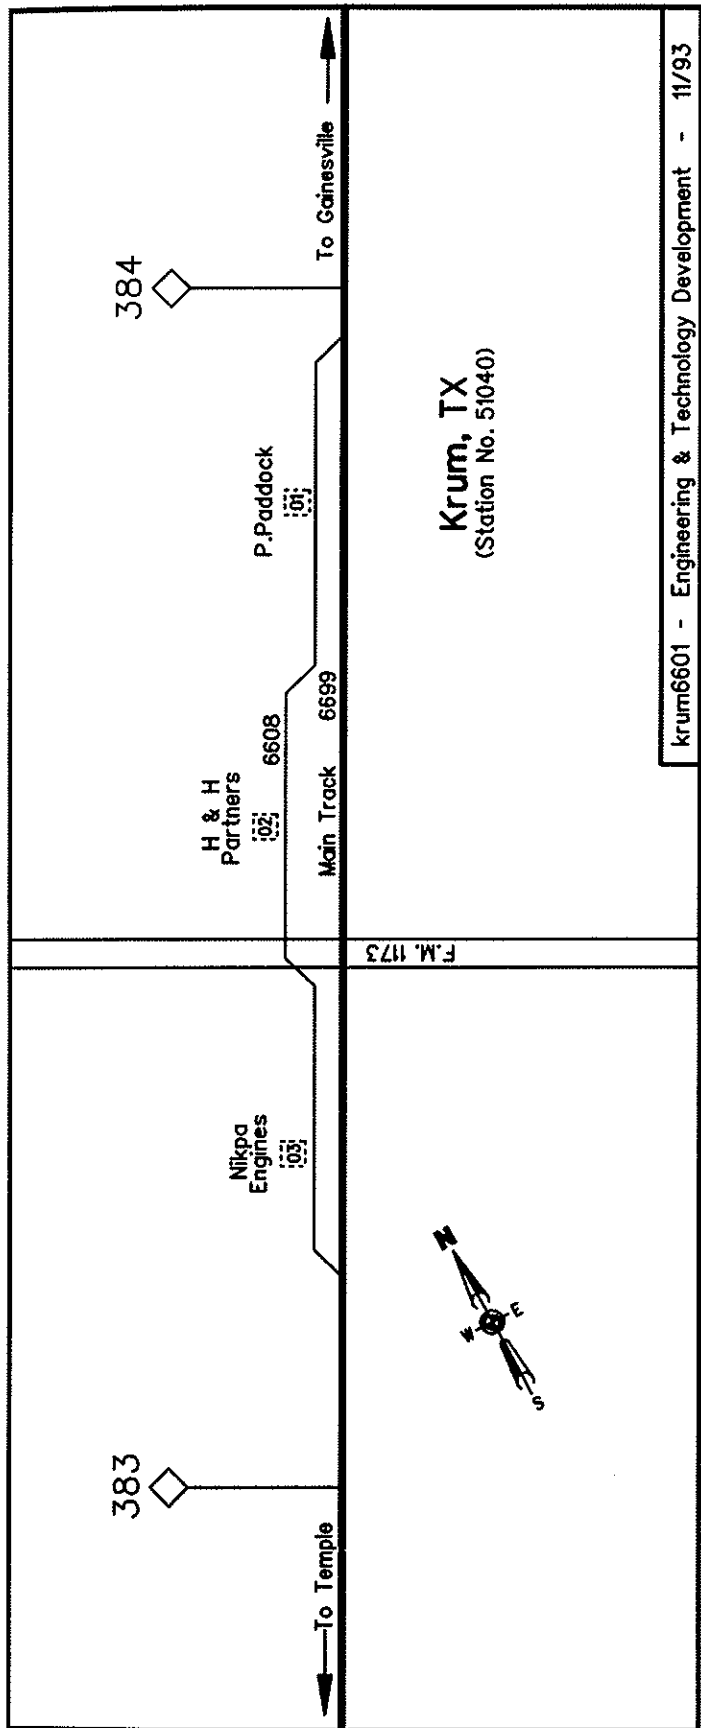 383
384
H & H
Partners
02
P.Paddock
01
Nikpa
Engines
03
6608
To Temple
Main Track
6699
To Gainesville
F.M. 1173
N
W
E
S
Krum, TX
(Station No. 51040)
krum6601 - Engineering & Technology Development - 11/93